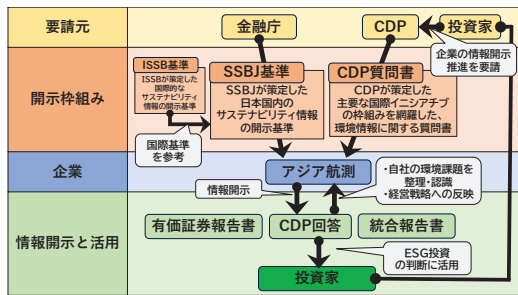 要請元
金融庁
CDP
投資家
企業の情報開示
推進を要請
開示枠組み
ISSB基準
ISSBが策定した
国際的な
サステナビリティ
情報の開示基準
SSBJ基準
SSBJが策定した
日本国内の
サステナビリティ情報
の開示基準
CDP質問書
CDPが策定した
主要な国際イニシアチブ
の枠組みを網羅した、
環境情報に関する質問書
国際基準
を参考
企業
アジア航測
・自社の環境課題を
整理・認識
・経営戦略への反映
情報開示
情報開示と活用
有価証券報告書
CDP回答
統合報告書
ESG投資
の判断に活用
投資家